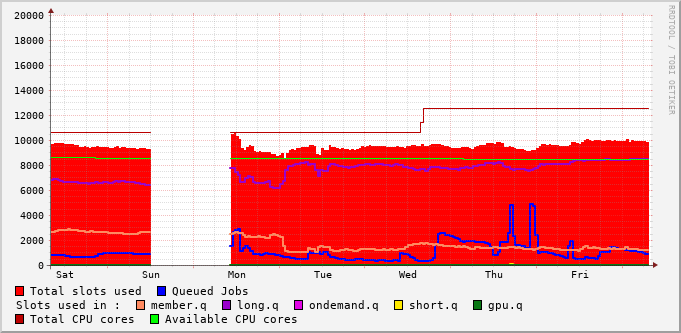 20000
18000
16000
14000
12000
10000
8000
6000
4000
2000
0
Sat Sun Mon Tue Wed Thu Fri
RRDTOOL / TOBI OETIKER
Total slots used Queued Jobs
Slots used in : member.q long.q ondemand.q short.q gpu.q
Total CPU cores Available CPU cores